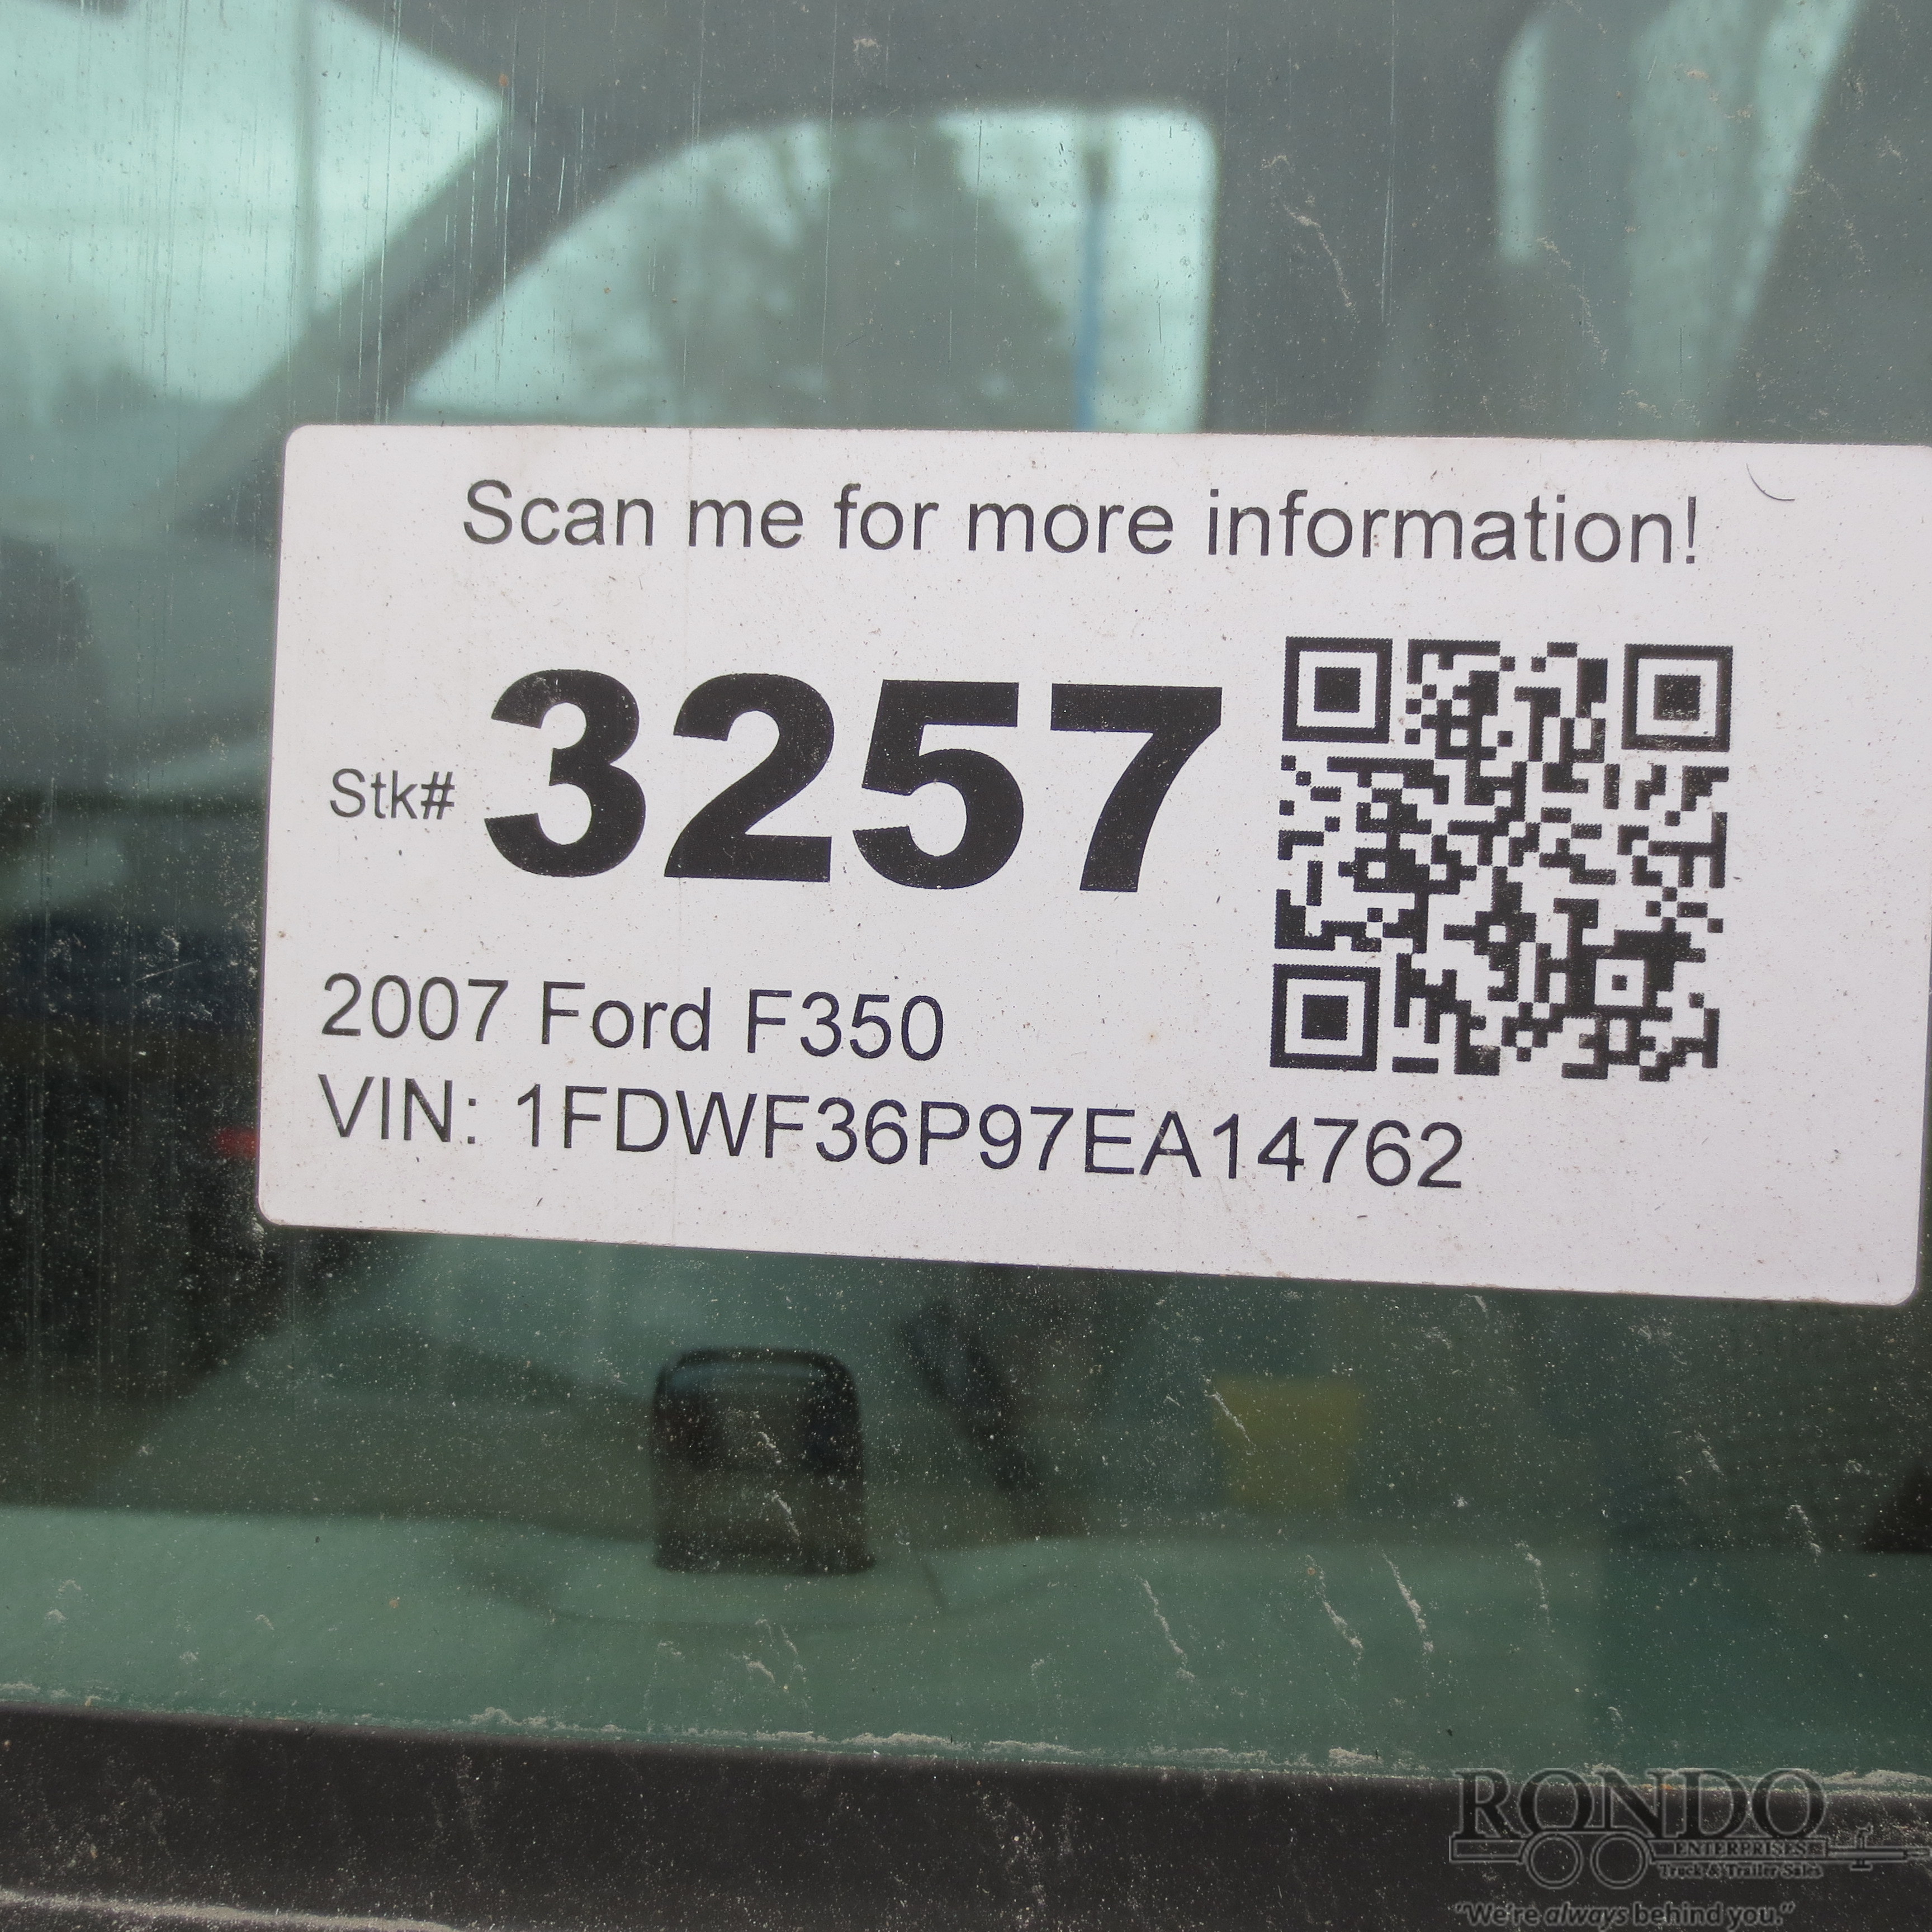 Scan me for more information!
Stk# 3257
2007 Ford F350
VIN: 1FDWF36P97EA14762
RONDO
ENTERPRISES
Truck & Trailer Sales
"We're always behind you."